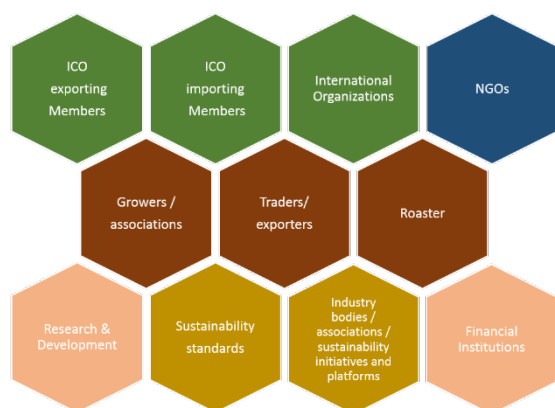 ICO
exporting
Members
ICO
importing
Members
International
Organizations
NGOs
Growers /
associations
Traders/
exporters
Roaster
Research &
Development
Sustainability
standards
Industry
bodies /
associations /
sustainability
initiatives and
platforms
Financial
Institutions